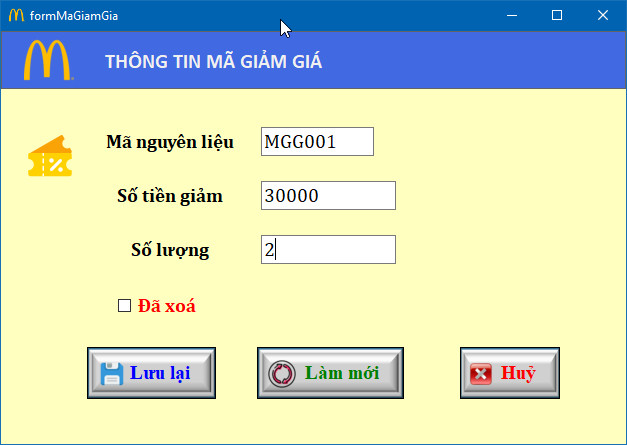 formMaGiamGia
THÔNG TIN MÃ GIẢM GIÁ
Mã nguyên liệu MGG001
Số tiền giảm 30000
Số lượng 2
Đã xoá
Lưu lại Làm mới Huỷ